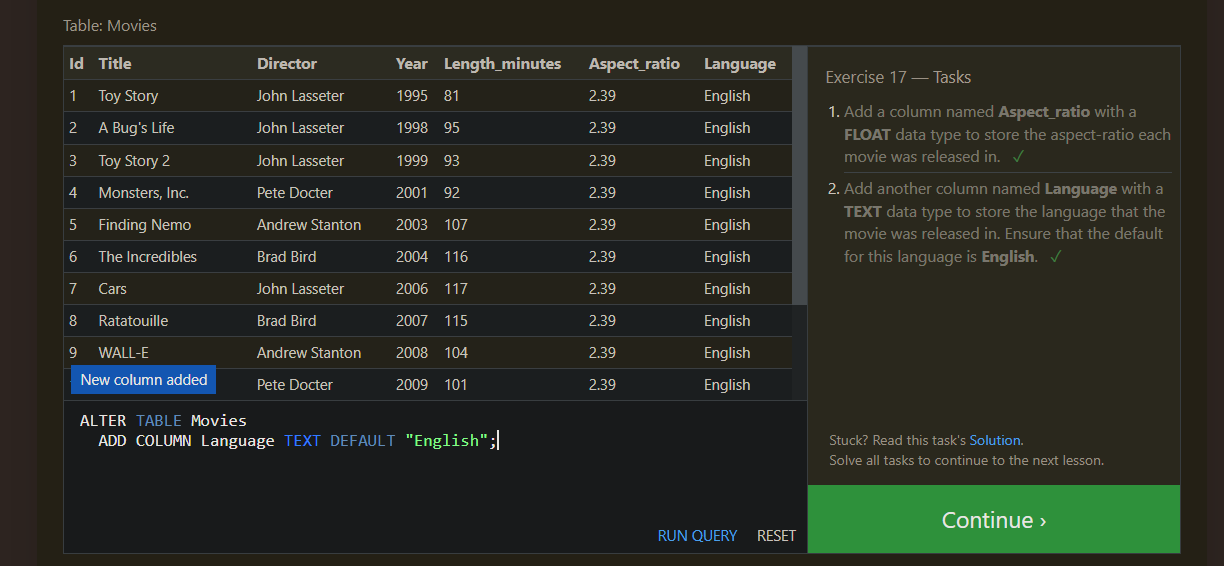 Table: Movies
Id Title Director Year Length_minutes Aspect_ratio Language
1 Toy Story John Lasseter 1995 81 2.39 English
2 A Bug's Life John Lasseter 1998 95 2.39 English
3 Toy Story 2 John Lasseter 1999 93 2.39 English
4 Monsters, Inc. Pete Docter 2001 92 2.39 English
5 Finding Nemo Andrew Stanton 2003 107 2.39 English
6 The Incredibles Brad Bird 2004 116 2.39 English
7 Cars John Lasseter 2006 117 2.39 English
8 Ratatouille Brad Bird 2007 115 2.39 English
9 WALL-E Andrew Stanton 2008 104 2.39 English
New column added Pete Docter 2009 101 2.39 English
ALTER TABLE Movies
ADD COLUMN Language TEXT DEFAULT "English";
RUN QUERY RESET
Exercise 17 — Tasks
1. Add a column named Aspect_ratio with a
FLOAT data type to store the aspect-ratio each
movie was released in. ✓
2. Add another column named Language with a
TEXT data type to store the language that the
movie was released in. Ensure that the default
for this language is English. ✓
Stuck? Read this task's Solution.
Solve all tasks to continue to the next lesson.
Continue ›